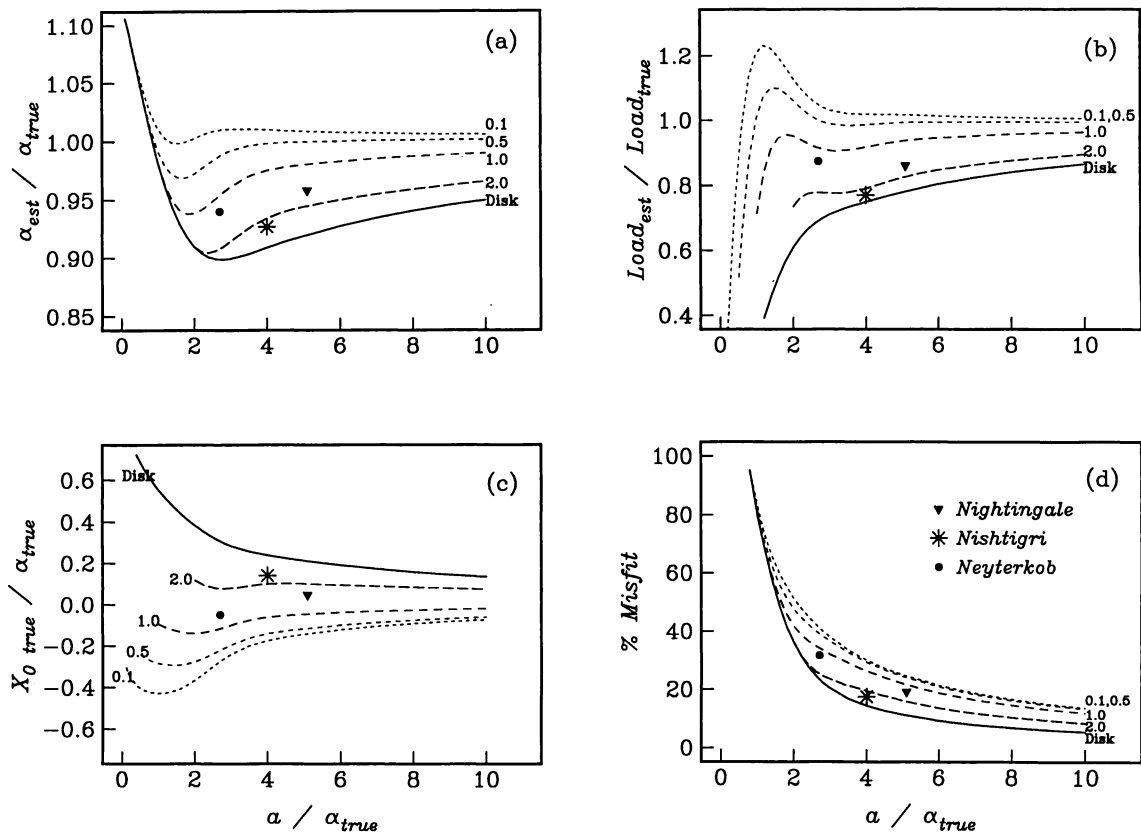 (a)
1.10
1.05
1.00
0.95
0.90
0.85
α_est / α_true
0.1
0.5
1.0
2.0
Disk
0 2 4 6 8 10
(b)
1.2
1.0
0.8
0.6
0.4
Load_est / Load_true
0.1,0.5
1.0
2.0
Disk
0 2 4 6 8 10
(c)
0.6
0.4
0.2
0.0
-0.2
-0.4
-0.6
X_0 true / α_true
Disk
2.0
1.0
0.5
0.1
0 2 4 6 8 10
a / α_true
(d)
100
80
60
40
20
0
% Misfit
Nightingale
Nishtigri
Neyterkob
0.1,0.5
1.0
2.0
Disk
0 2 4 6 8 10
a / α_true